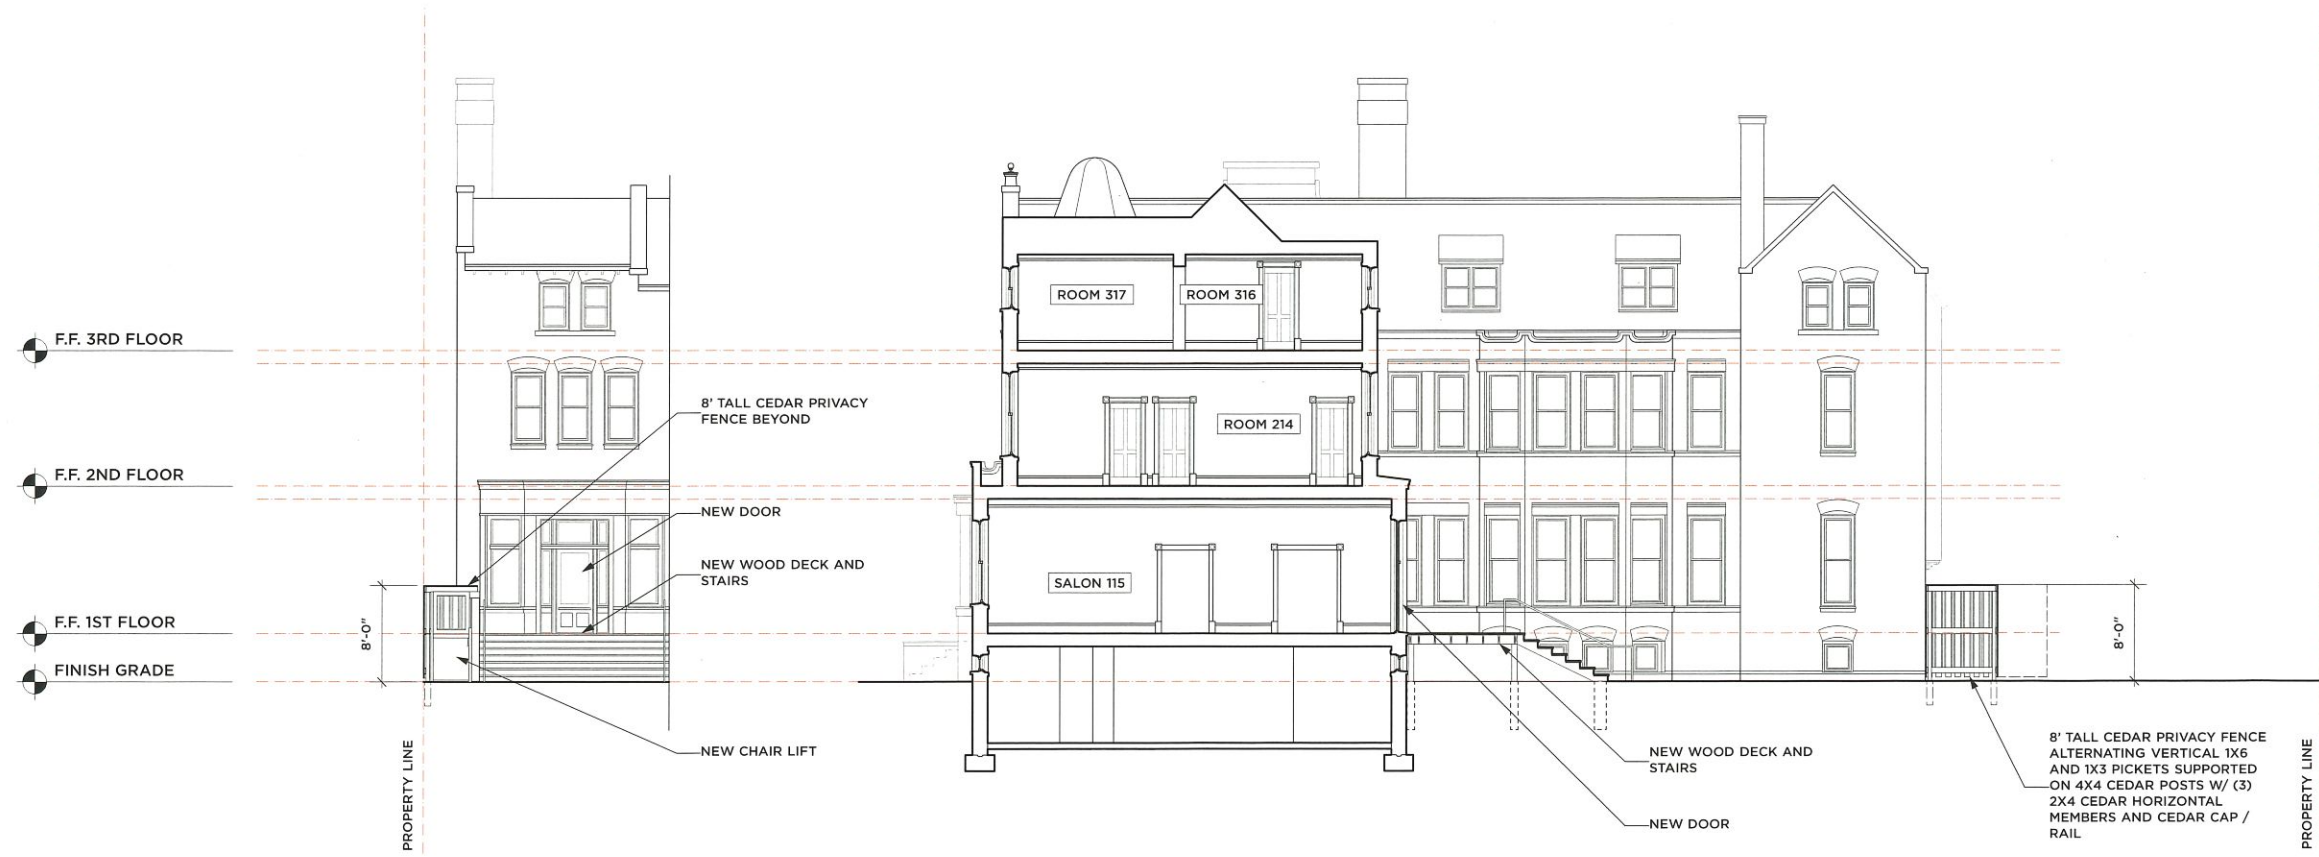 F.F. 3RD FLOOR
F.F. 2ND FLOOR
F.F. 1ST FLOOR
FINISH GRADE
8'-0"
PROPERTY LINE
8' TALL CEDAR PRIVACY
FENCE BEYOND
NEW DOOR
NEW WOOD DECK AND
STAIRS
NEW CHAIR LIFT
ROOM 317
ROOM 316
ROOM 214
SALON 115
NEW WOOD DECK AND
STAIRS
NEW DOOR
8'-0"
8' TALL CEDAR PRIVACY FENCE
ALTERNATING VERTICAL 1X6
AND 1X3 PICKETS SUPPORTED
ON 4X4 CEDAR POSTS W/ (3)
2X4 CEDAR HORIZONTAL
MEMBERS AND CEDAR CAP /
RAIL
PROPERTY LINE